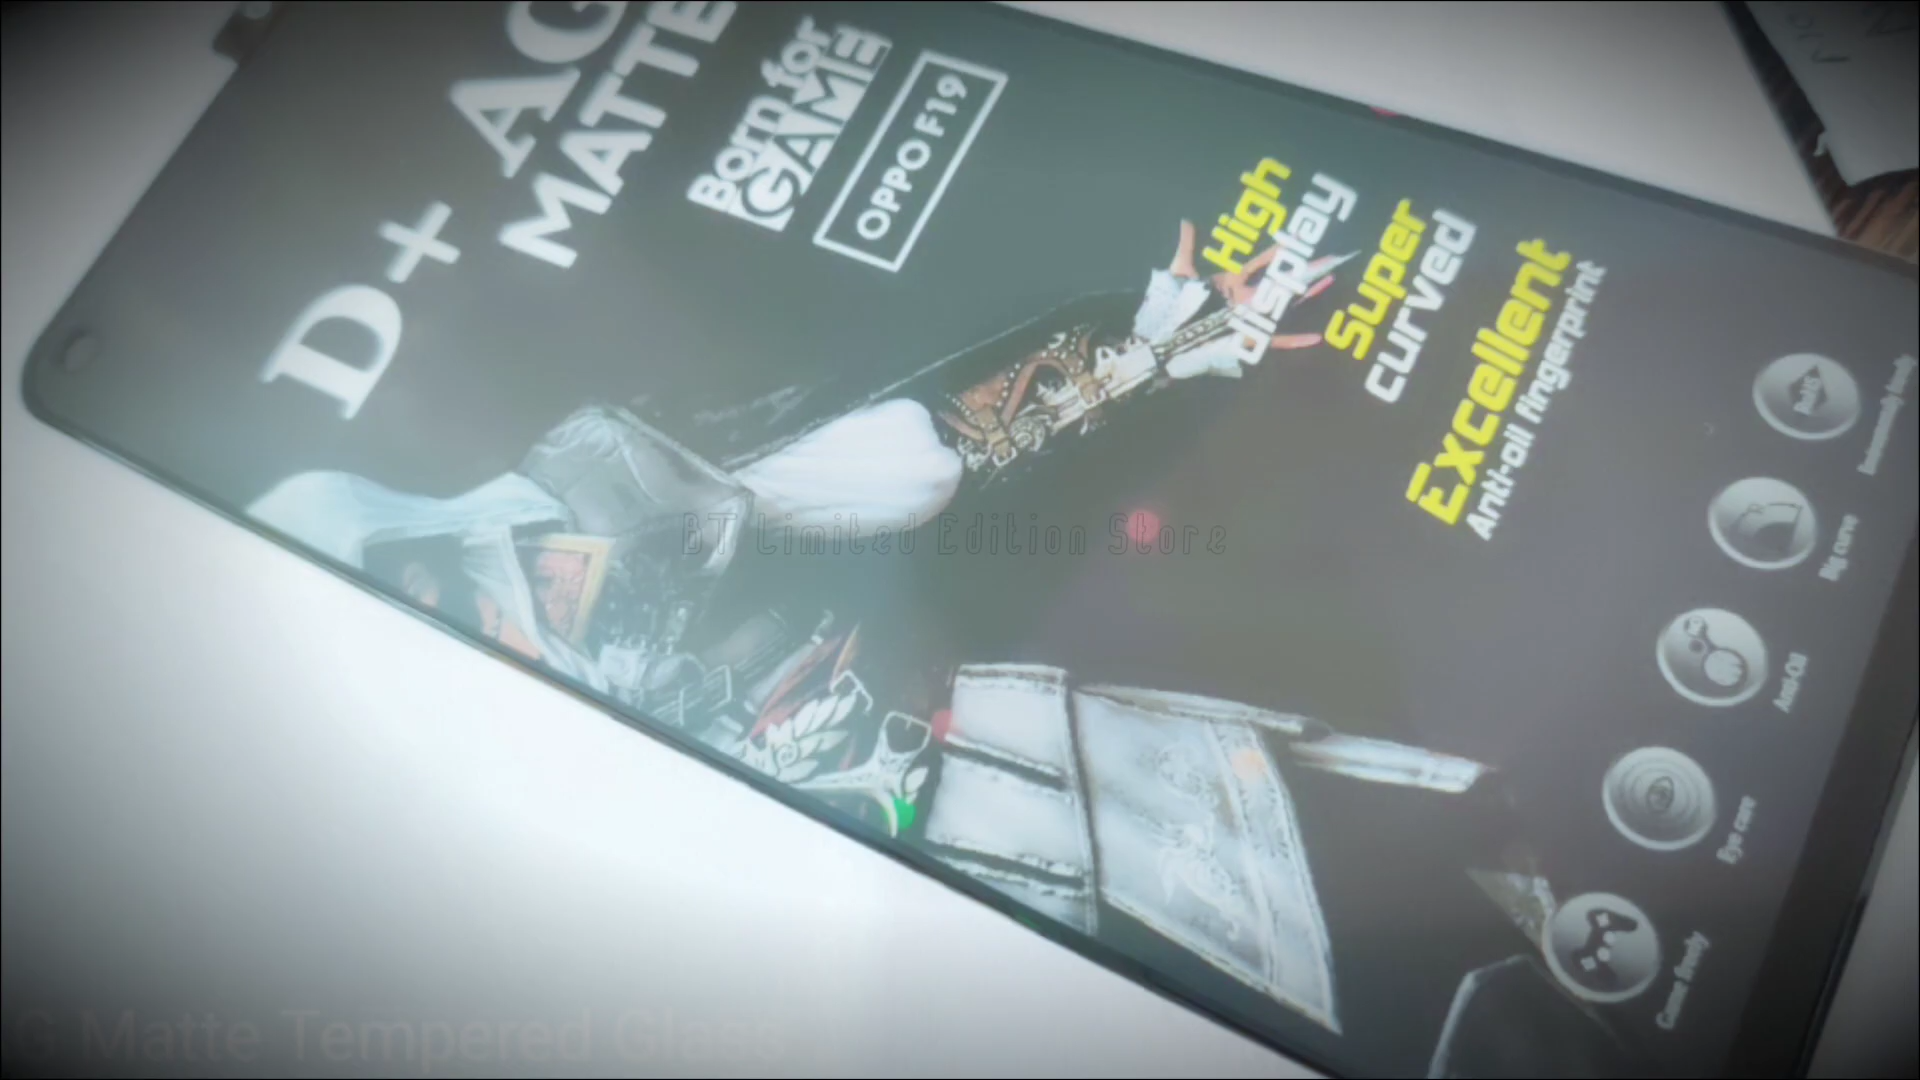 D+
AG
MATTE
Born for
GAME
OPPO F19
High
display
Super
curved
Excellent
Anti-oil fingerprint
RoHS
Big curve
Anti-Oil
Eye care
Game Ready
BT Limited Edition Store
G Matte Tempered Glass